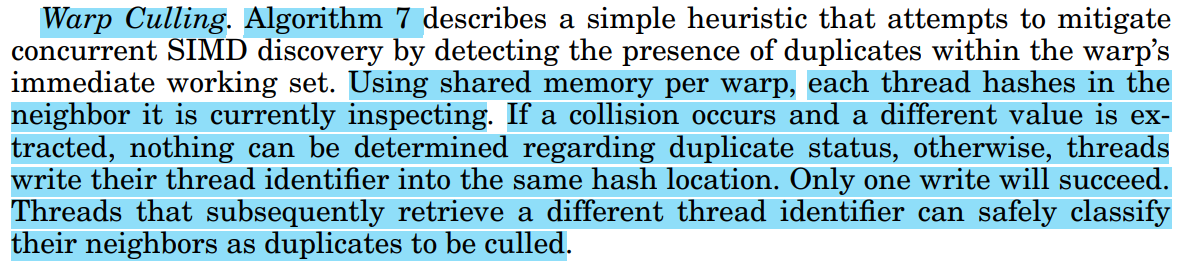 Warp Culling. Algorithm 7 describes a simple heuristic that attempts to mitigate
concurrent SIMD discovery by detecting the presence of duplicates within the warp’s
immediate working set. Using shared memory per warp, each thread hashes in the
neighbor it is currently inspecting. If a collision occurs and a different value is ex-
tracted, nothing can be determined regarding duplicate status, otherwise, threads
write their thread identifier into the same hash location. Only one write will succeed.
Threads that subsequently retrieve a different thread identifier can safely classify
their neighbors as duplicates to be culled.